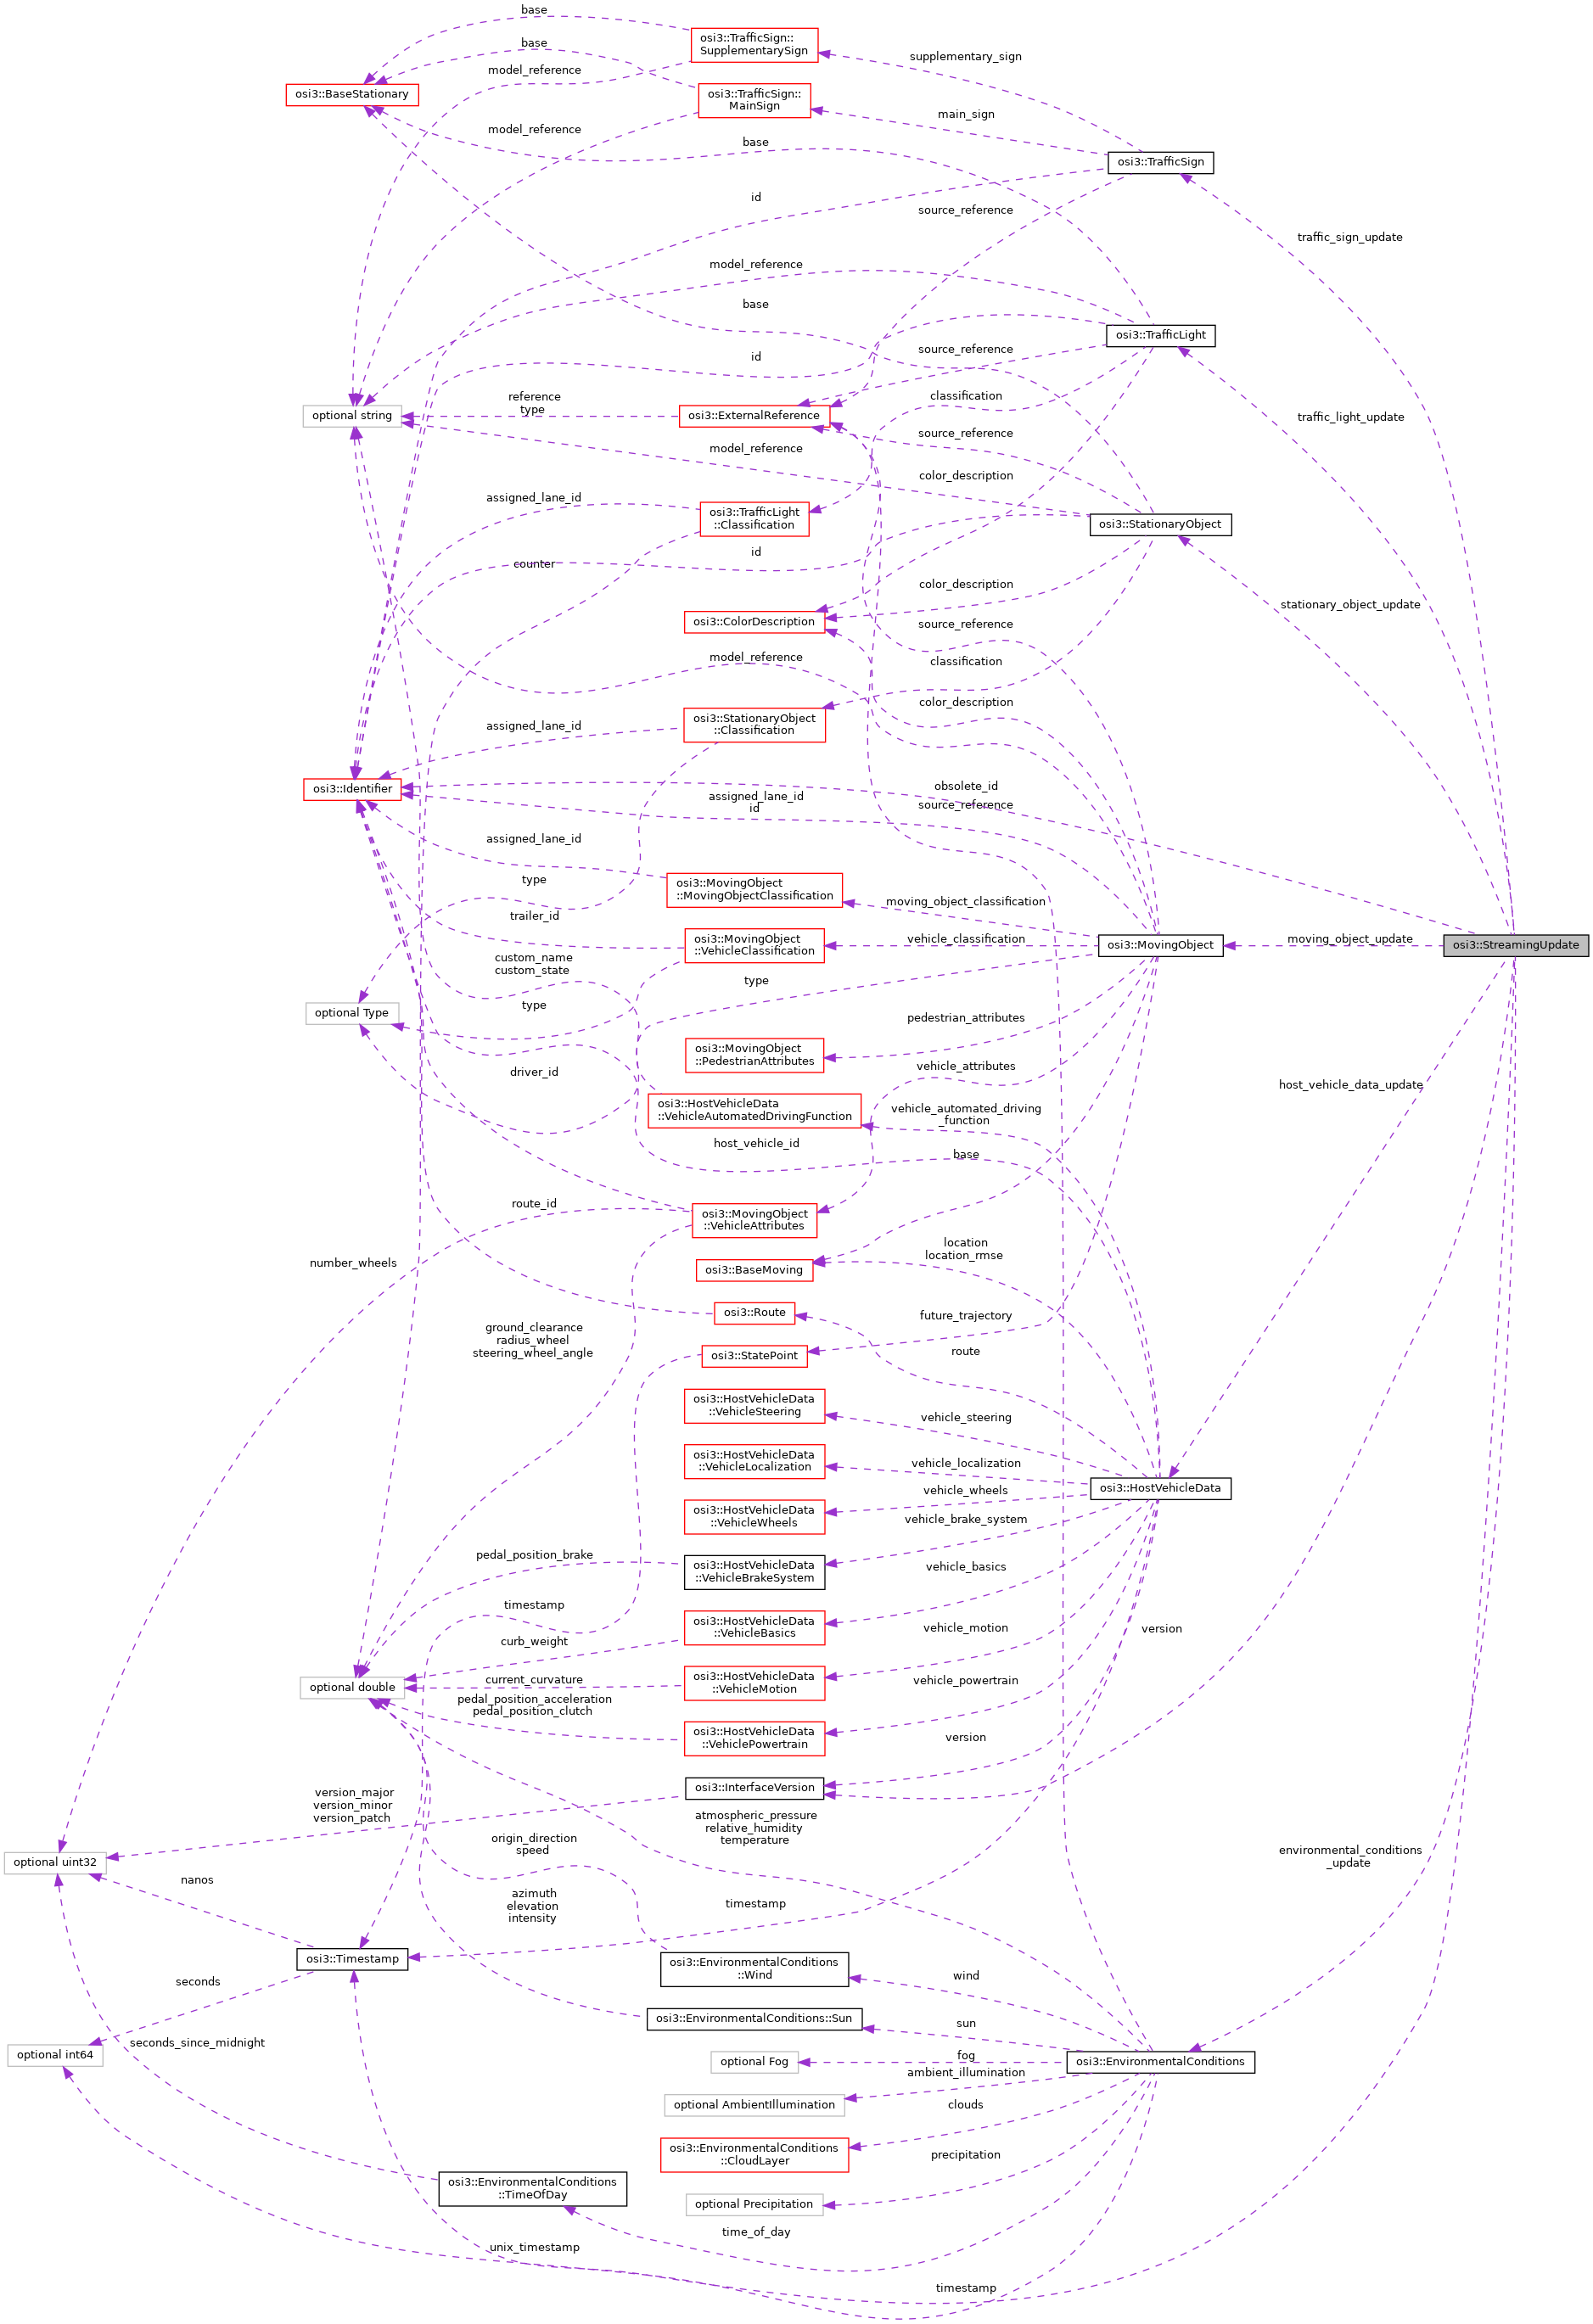 base
osi3::TrafficSign::
SupplementarySign
base
supplementary_sign
model_reference
osi3::BaseStationary
osi3::TrafficSign::
MainSign
main_sign
model_reference
base
osi3::TrafficSign
id
source_reference
traffic_sign_update
model_reference
base
osi3::TrafficLight
source_reference
id
classification
reference
type
optional string
osi3::ExternalReference
traffic_light_update
source_reference
model_reference
color_description
assigned_lane_id
osi3::TrafficLight
::Classification
osi3::StationaryObject
id
counter
color_description
stationary_object_update
osi3::ColorDescription
source_reference
model_reference
classification
color_description
osi3::StationaryObject
::Classification
assigned_lane_id
osi3::Identifier
obsolete_id
assigned_lane_id
id
source_reference
assigned_lane_id
type
osi3::MovingObject
::MovingObjectClassification
moving_object_classification
trailer_id
osi3::MovingObject
::VehicleClassification
vehicle_classification
osi3::MovingObject
moving_object_update
osi3::StreamingUpdate
custom_name
custom_state
type
type
optional Type
pedestrian_attributes
osi3::MovingObject
::PedestrianAttributes
driver_id
vehicle_attributes
host_vehicle_data_update
osi3::HostVehicleData
::VehicleAutomatedDrivingFunction
vehicle_automated_driving
_function
host_vehicle_id
base
route_id
osi3::MovingObject
::VehicleAttributes
number_wheels
location
location_rmse
osi3::BaseMoving
osi3::Route
future_trajectory
ground_clearance
radius_wheel
steering_wheel_angle
osi3::StatePoint
route
osi3::HostVehicleData
::VehicleSteering
vehicle_steering
osi3::HostVehicleData
::VehicleLocalization
vehicle_localization
osi3::HostVehicleData
vehicle_wheels
osi3::HostVehicleData
::VehicleWheels
vehicle_brake_system
pedal_position_brake
osi3::HostVehicleData
::VehicleBrakeSystem
vehicle_basics
timestamp
osi3::HostVehicleData
::VehicleBasics
curb_weight
vehicle_motion
version
current_curvature
osi3::HostVehicleData
::VehicleMotion
optional double
vehicle_powertrain
pedal_position_acceleration
pedal_position_clutch
osi3::HostVehicleData
::VehiclePowertrain
version
osi3::InterfaceVersion
version_major
version_minor
version_patch
atmospheric_pressure
relative_humidity
temperature
origin_direction
speed
environmental_conditions
_update
optional uint32
nanos
azimuth
elevation
intensity
timestamp
osi3::Timestamp
osi3::EnvironmentalConditions
::Wind
wind
seconds
osi3::EnvironmentalConditions::Sun
sun
seconds_since_midnight
optional int64
fog
optional Fog
osi3::EnvironmentalConditions
ambient_illumination
optional AmbientIllumination
clouds
osi3::EnvironmentalConditions
::CloudLayer
precipitation
osi3::EnvironmentalConditions
::TimeOfDay
optional Precipitation
time_of_day
unix_timestamp
timestamp